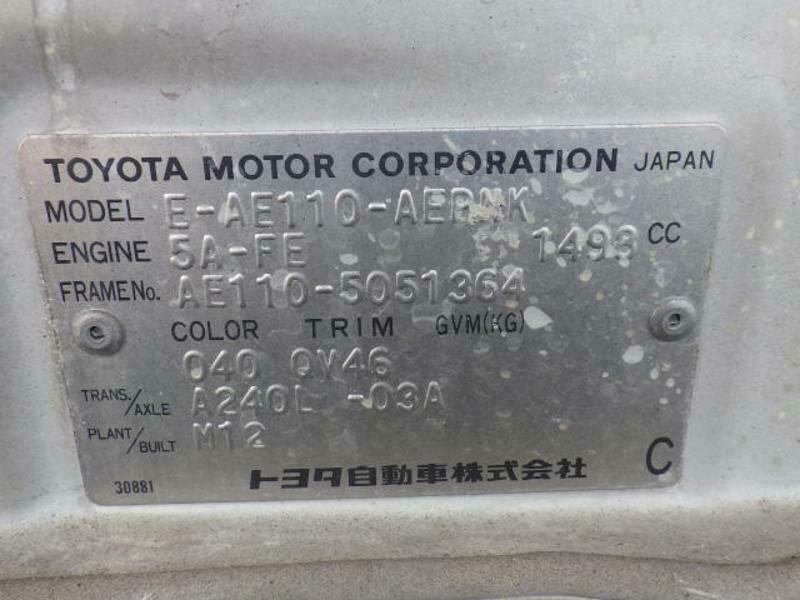 TOYOTA MOTOR CORPORATION JAPAN
MODEL E-AE110-AEPNK
ENGINE 5A-FE 1498 CC
FRAME No. AE110-5051364
COLOR TRIM GVM(KG)
040 QV46
TRANS./AXLE A240L -03A
PLANT/BUILT M12
30881 トヨタ自動車株式会社 C